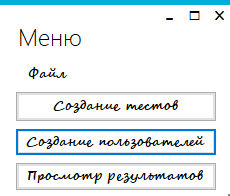 Меню
Файл
Создание тестов
Создание пользователей
Просмотр результатов